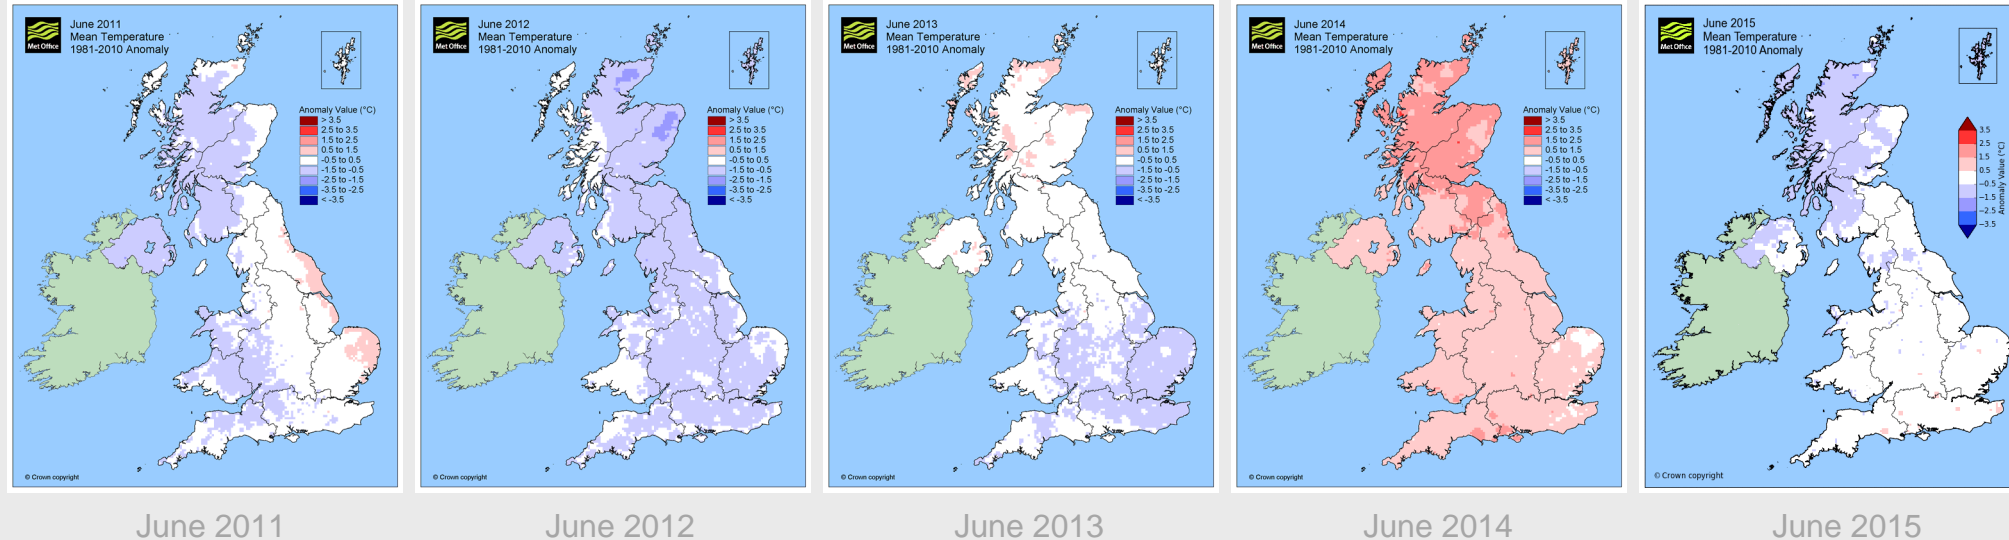 June 2011
Mean Temperature
1981-2010 Anomaly
Met Office
Anomaly Value (°C)
> 3.5
2.5 to 3.5
1.5 to 2.5
0.5 to 1.5
-0.5 to 0.5
-1.5 to -0.5
-2.5 to -1.5
-3.5 to -2.5
< -3.5
© Crown copyright
June 2011
June 2012
Mean Temperature
1981-2010 Anomaly
Met Office
Anomaly Value (°C)
> 3.5
2.5 to 3.5
1.5 to 2.5
0.5 to 1.5
-0.5 to 0.5
-1.5 to -0.5
-2.5 to -1.5
-3.5 to -2.5
< -3.5
© Crown copyright
June 2012
June 2013
Mean Temperature
1981-2010 Anomaly
Met Office
Anomaly Value (°C)
> 3.5
2.5 to 3.5
1.5 to 2.5
0.5 to 1.5
-0.5 to 0.5
-1.5 to -0.5
-2.5 to -1.5
-3.5 to -2.5
< -3.5
© Crown copyright
June 2013
June 2014
Mean Temperature
1981-2010 Anomaly
Met Office
Anomaly Value (°C)
> 3.5
2.5 to 3.5
1.5 to 2.5
0.5 to 1.5
-0.5 to 0.5
-1.5 to -0.5
-2.5 to -1.5
-3.5 to -2.5
< -3.5
© Crown copyright
June 2014
June 2015
Mean Temperature
1981-2010 Anomaly
Met Office
3.5
2.5
1.5
0.5
−0.5
−1.5
−2.5
−3.5
Anomaly Value (°C)
© Crown copyright
June 2015